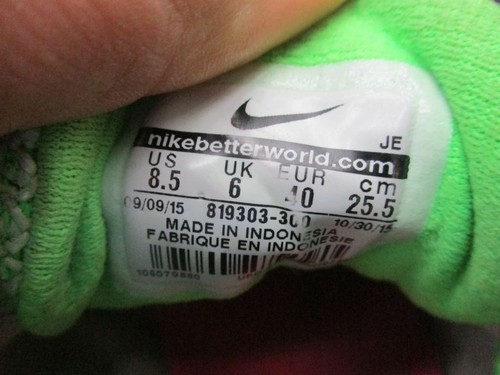 JE
nikebetterworld.com
US UK EUR cm
8.5 6 40 25.5
09/09/15 819303-300 10/30/15
MADE IN INDONESIA
FABRIQUE EN INDONESIE